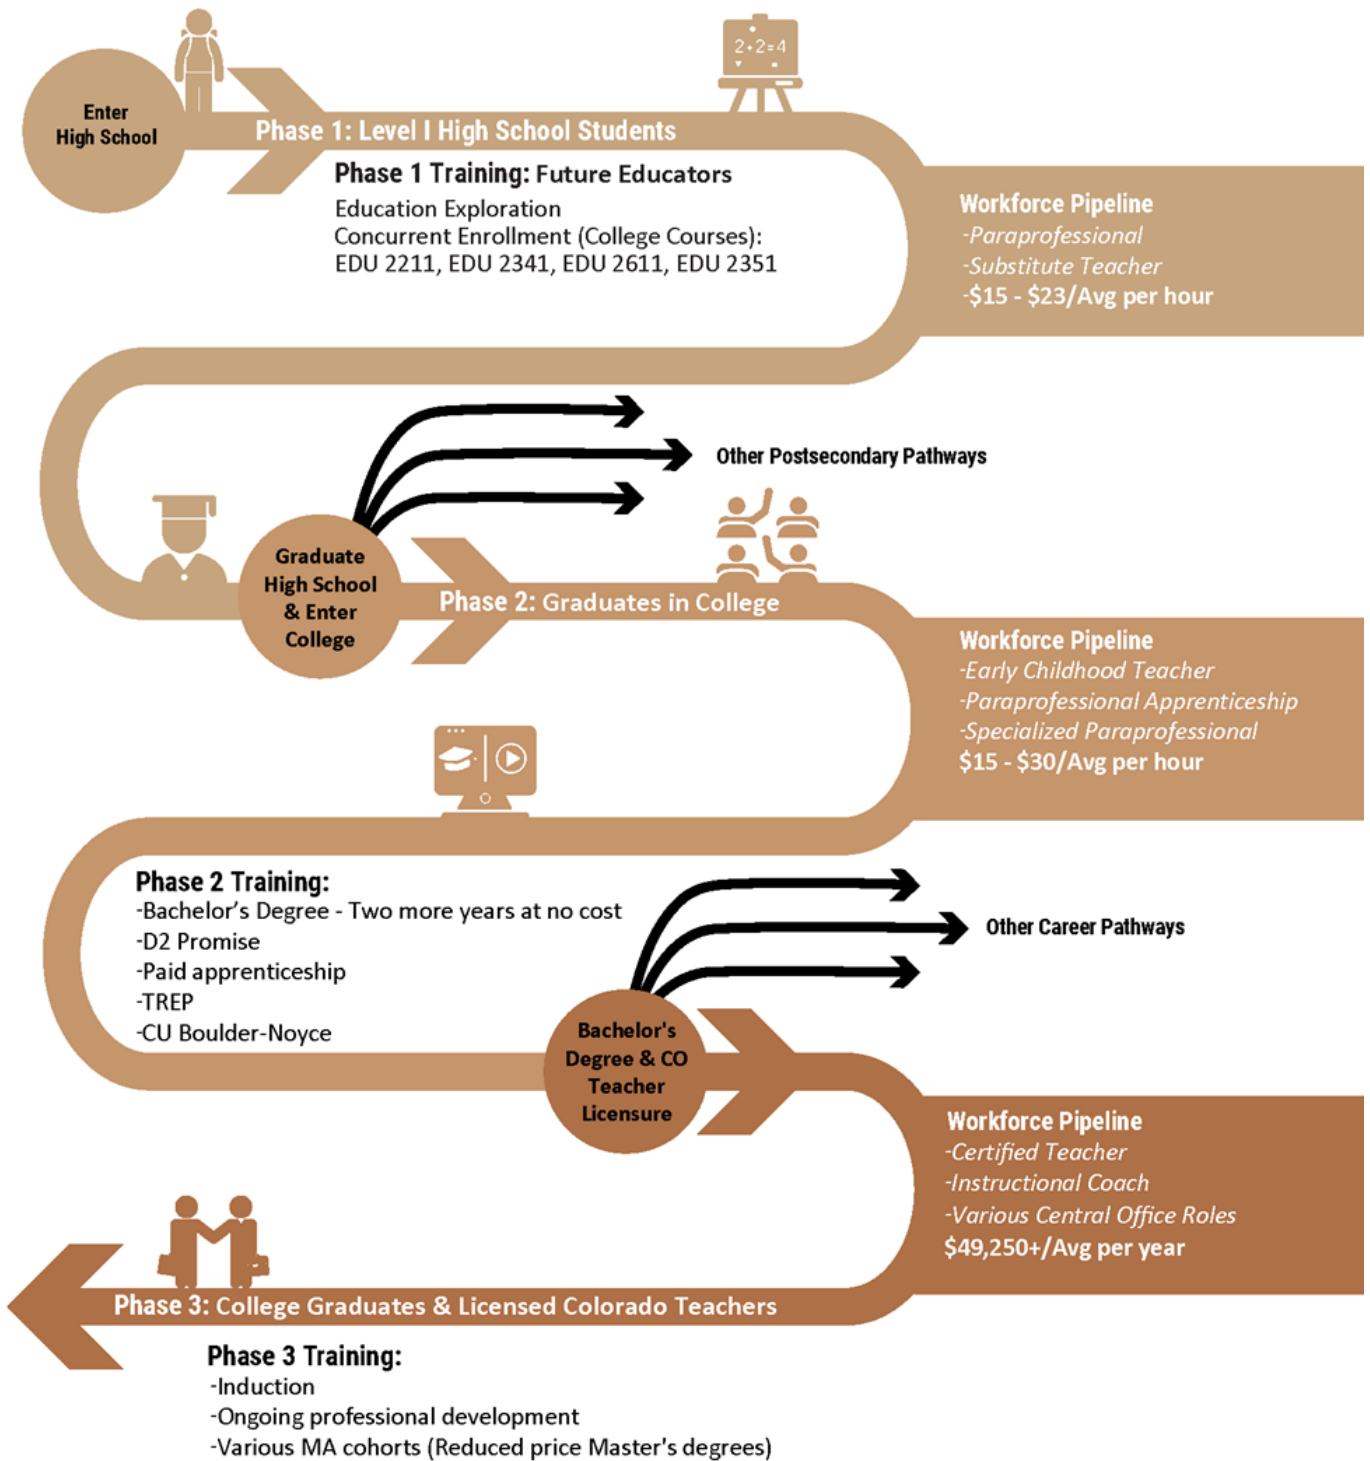 2+2=4
Enter
High School
Phase 1: Level I High School Students
Phase 1 Training: Future Educators
Education Exploration
Concurrent Enrollment (College Courses):
EDU 2211, EDU 2341, EDU 2611, EDU 2351
Workforce Pipeline
-Paraprofessional
-Substitute Teacher
-$15 - $23/Avg per hour
Other Postsecondary Pathways
Graduate
High School
& Enter
College
Phase 2: Graduates in College
Workforce Pipeline
-Early Childhood Teacher
-Paraprofessional Apprenticeship
-Specialized Paraprofessional
$15 - $30/Avg per hour
Phase 2 Training:
-Bachelor’s Degree - Two more years at no cost
-D2 Promise
-Paid apprenticeship
-TREP
-CU Boulder-Noyce
Other Career Pathways
Bachelor's
Degree & CO
Teacher
Licensure
Workforce Pipeline
-Certified Teacher
-Instructional Coach
-Various Central Office Roles
$49,250+/Avg per year
Phase 3: College Graduates & Licensed Colorado Teachers
Phase 3 Training:
-Induction
-Ongoing professional development
-Various MA cohorts (Reduced price Master's degrees)